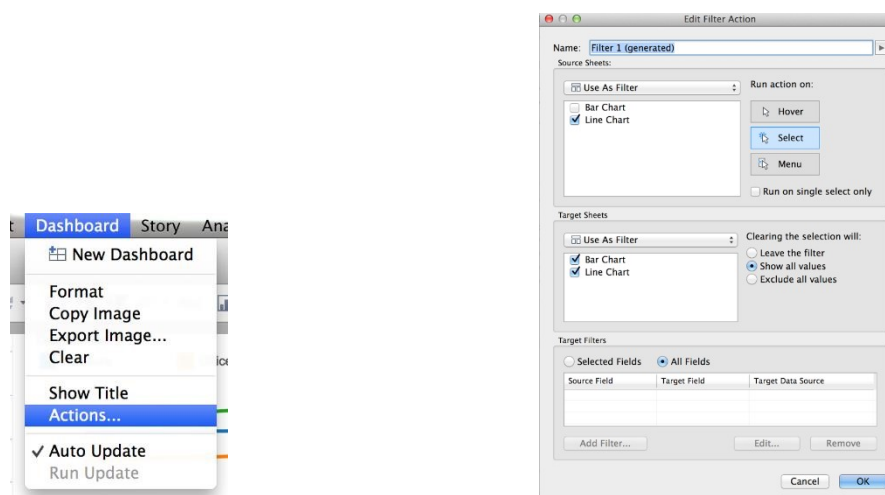 Dashboard Story Ana
New Dashboard
Format
Copy Image
Export Image...
Clear
Show Title
Actions...
Auto Update
Run Update
Edit Filter Action
Name: Filter 1 (generated)
Source Sheets:
Use As Filter
Bar Chart
Line Chart
Run action on:
Hover
Select
Menu
Run on single select only
Target Sheets
Use As Filter
Bar Chart
Line Chart
Clearing the selection will:
Leave the filter
Show all values
Exclude all values
Target Filters
Selected Fields All Fields
Source Field Target Field Target Data Source
Add Filter... Edit... Remove
Cancel OK